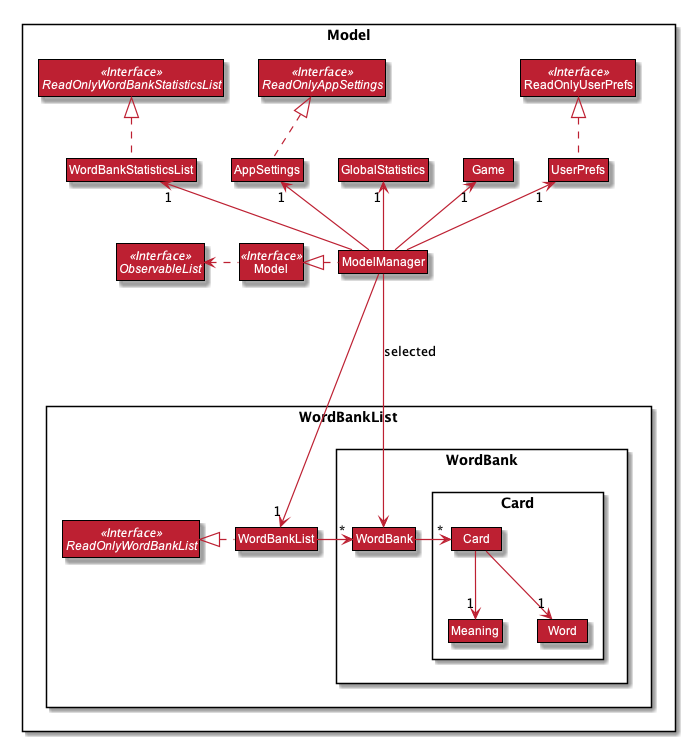 Model
«Interface»
ReadOnlyWordBankStatisticsList
«Interface»
ReadOnlyAppSettings
«Interface»
ReadOnlyUserPrefs
WordBankStatisticsList
AppSettings
GlobalStatistics
Game
UserPrefs
1
1
1
1
1
«Interface»
ObservableList
«Interface»
Model
ModelManager
selected
WordBankList
WordBank
Card
1
«Interface»
ReadOnlyWordBankList
WordBankList
*
WordBank
*
Card
1
1
Meaning
Word